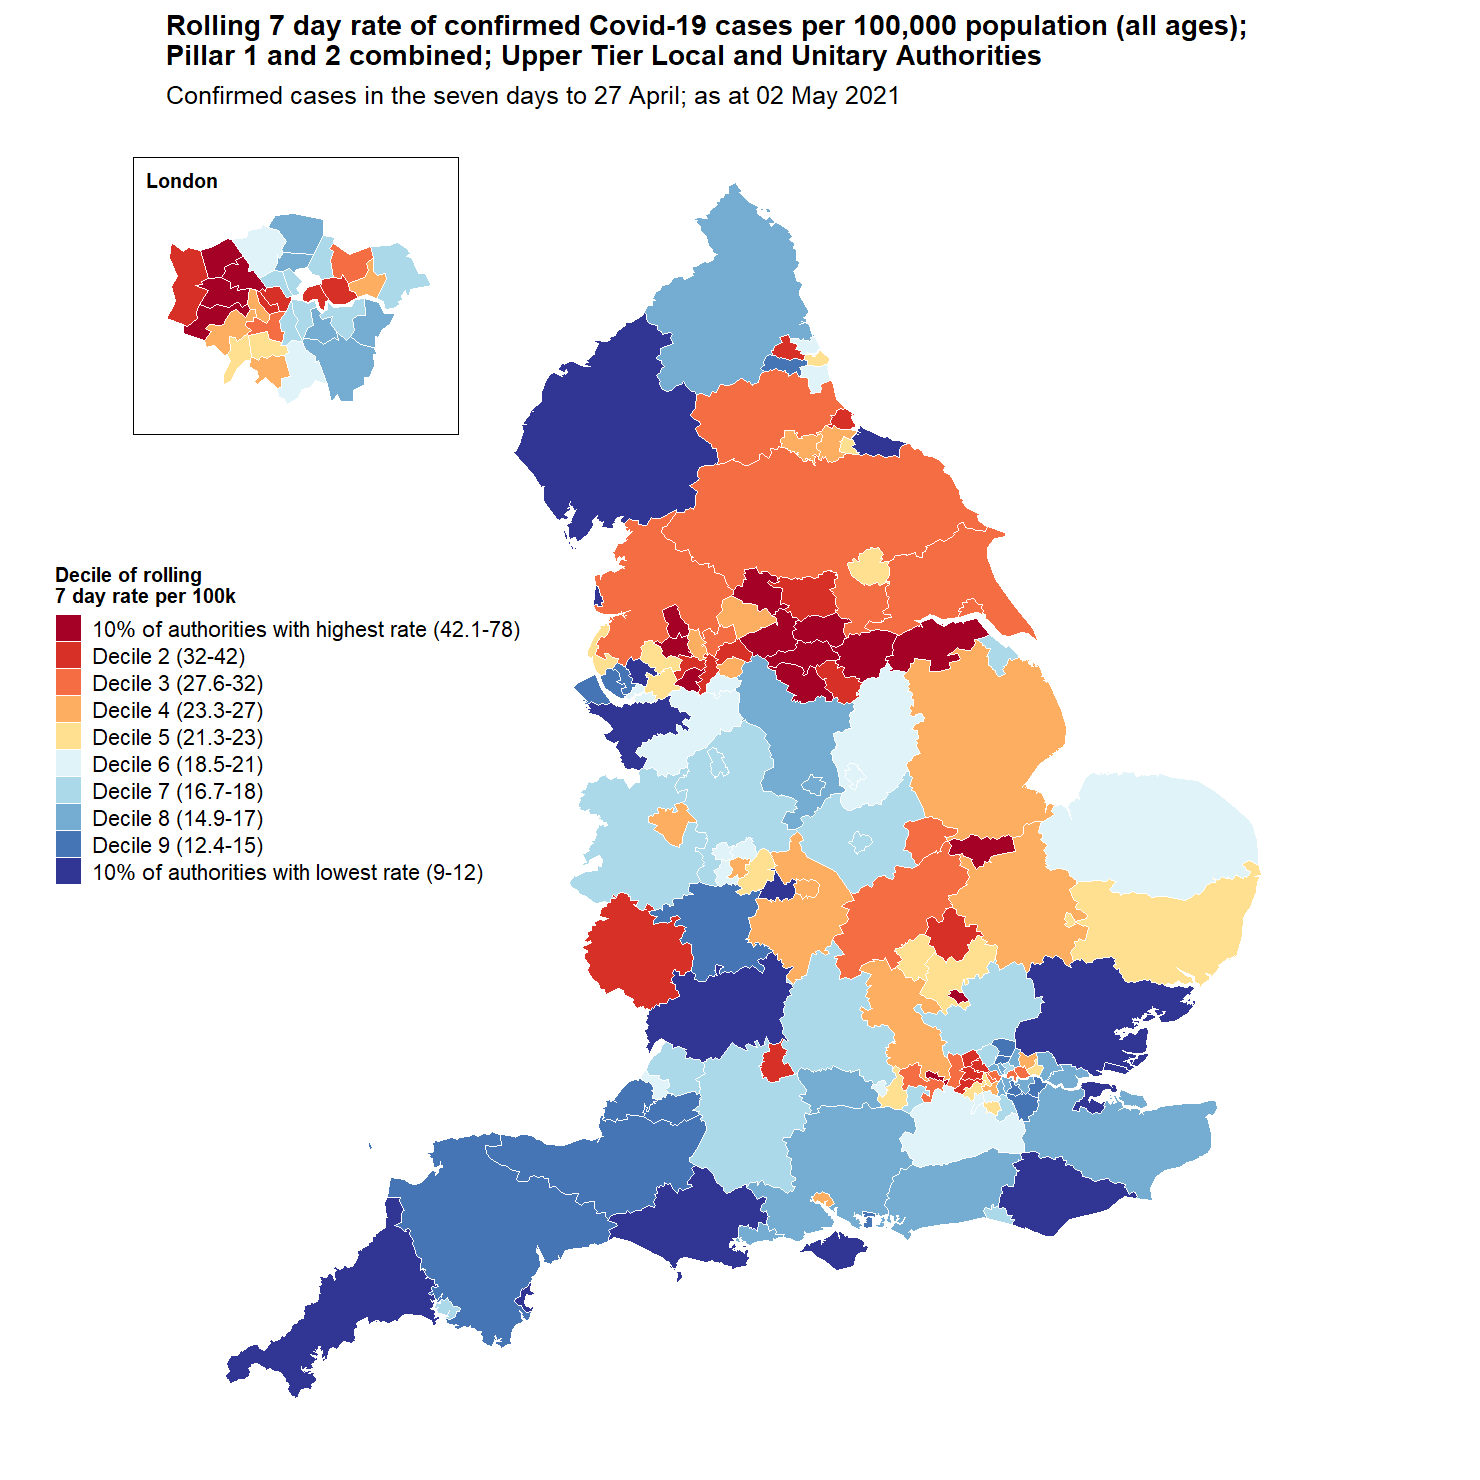 Rolling 7 day rate of confirmed Covid-19 cases per 100,000 population (all ages);
Pillar 1 and 2 combined; Upper Tier Local and Unitary Authorities
Confirmed cases in the seven days to 27 April; as at 02 May 2021
London
Decile of rolling
7 day rate per 100k
10% of authorities with highest rate (42.1-78)
Decile 2 (32-42)
Decile 3 (27.6-32)
Decile 4 (23.3-27)
Decile 5 (21.3-23)
Decile 6 (18.5-21)
Decile 7 (16.7-18)
Decile 8 (14.9-17)
Decile 9 (12.4-15)
10% of authorities with lowest rate (9-12)